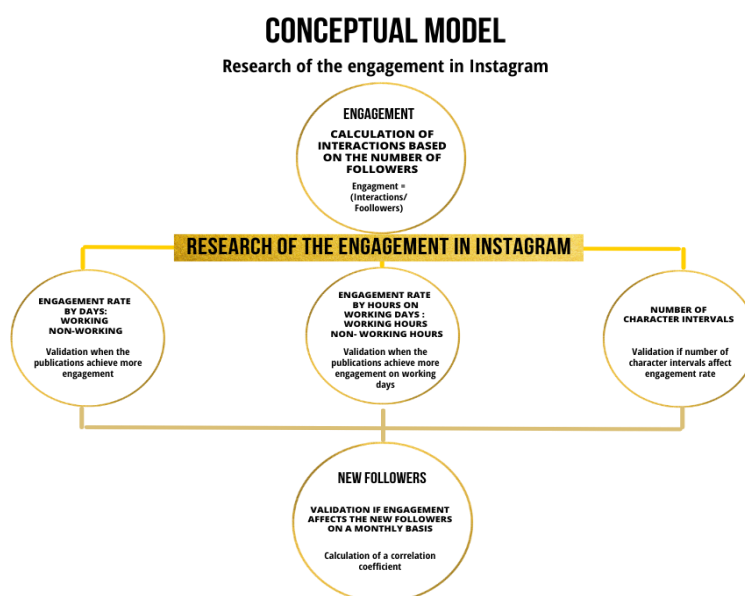 CONCEPTUAL MODEL
Research of the engagement in Instagram
ENGAGEMENT
CALCULATION OF
INTERACTIONS BASED
ON THE NUMBER OF
FOLLOWERS
Engagment =
(Interactions/
Foollowers)
RESEARCH OF THE ENGAGEMENT IN INSTAGRAM
ENGAGEMENT RATE
BY DAYS:
WORKING
NON-WORKING
Validation when the
publications achieve more
engagement
ENGAGEMENT RATE
BY HOURS ON
WORKING DAYS :
WORKING HOURS
NON- WORKING HOURS
Validation when the
publications achieve more
engagement on working
days
NUMBER OF
CHARACTER INTERVALS
Validation if number of
character intervals affect
engagement rate
NEW FOLLOWERS
VALIDATION IF ENGAGEMENT
AFFECTS THE NEW FOLLOWERS
ON A MONTHLY BASIS
Calculation of a correlation
coefficient